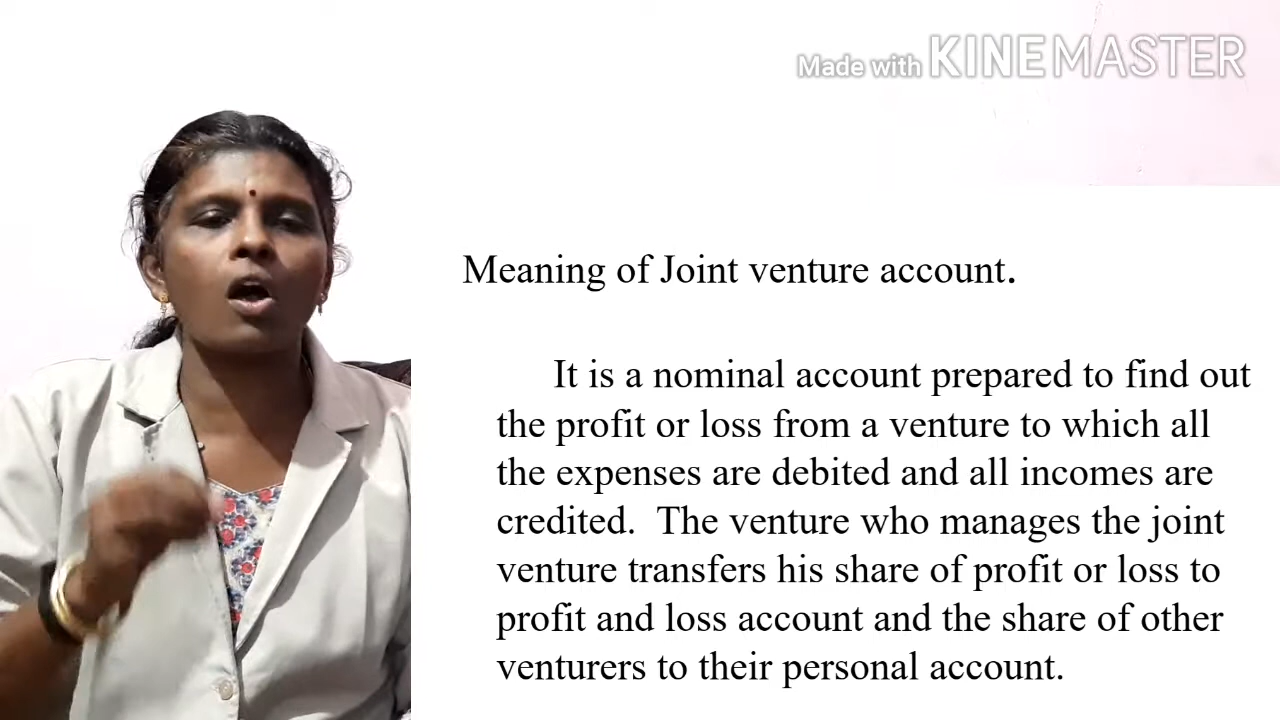 Made with KINEMASTER
Meaning of Joint venture account.
It is a nominal account prepared to find out
the profit or loss from a venture to which all
the expenses are debited and all incomes are
credited. The venture who manages the joint
venture transfers his share of profit or loss to
profit and loss account and the share of other
venturers to their personal account.